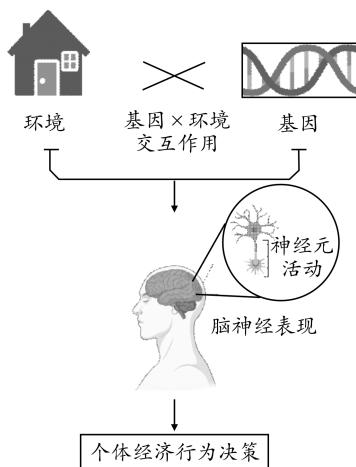 环境
基因×环境
交互作用
基因
神经元
活动
脑神经表现
个体经济行为决策